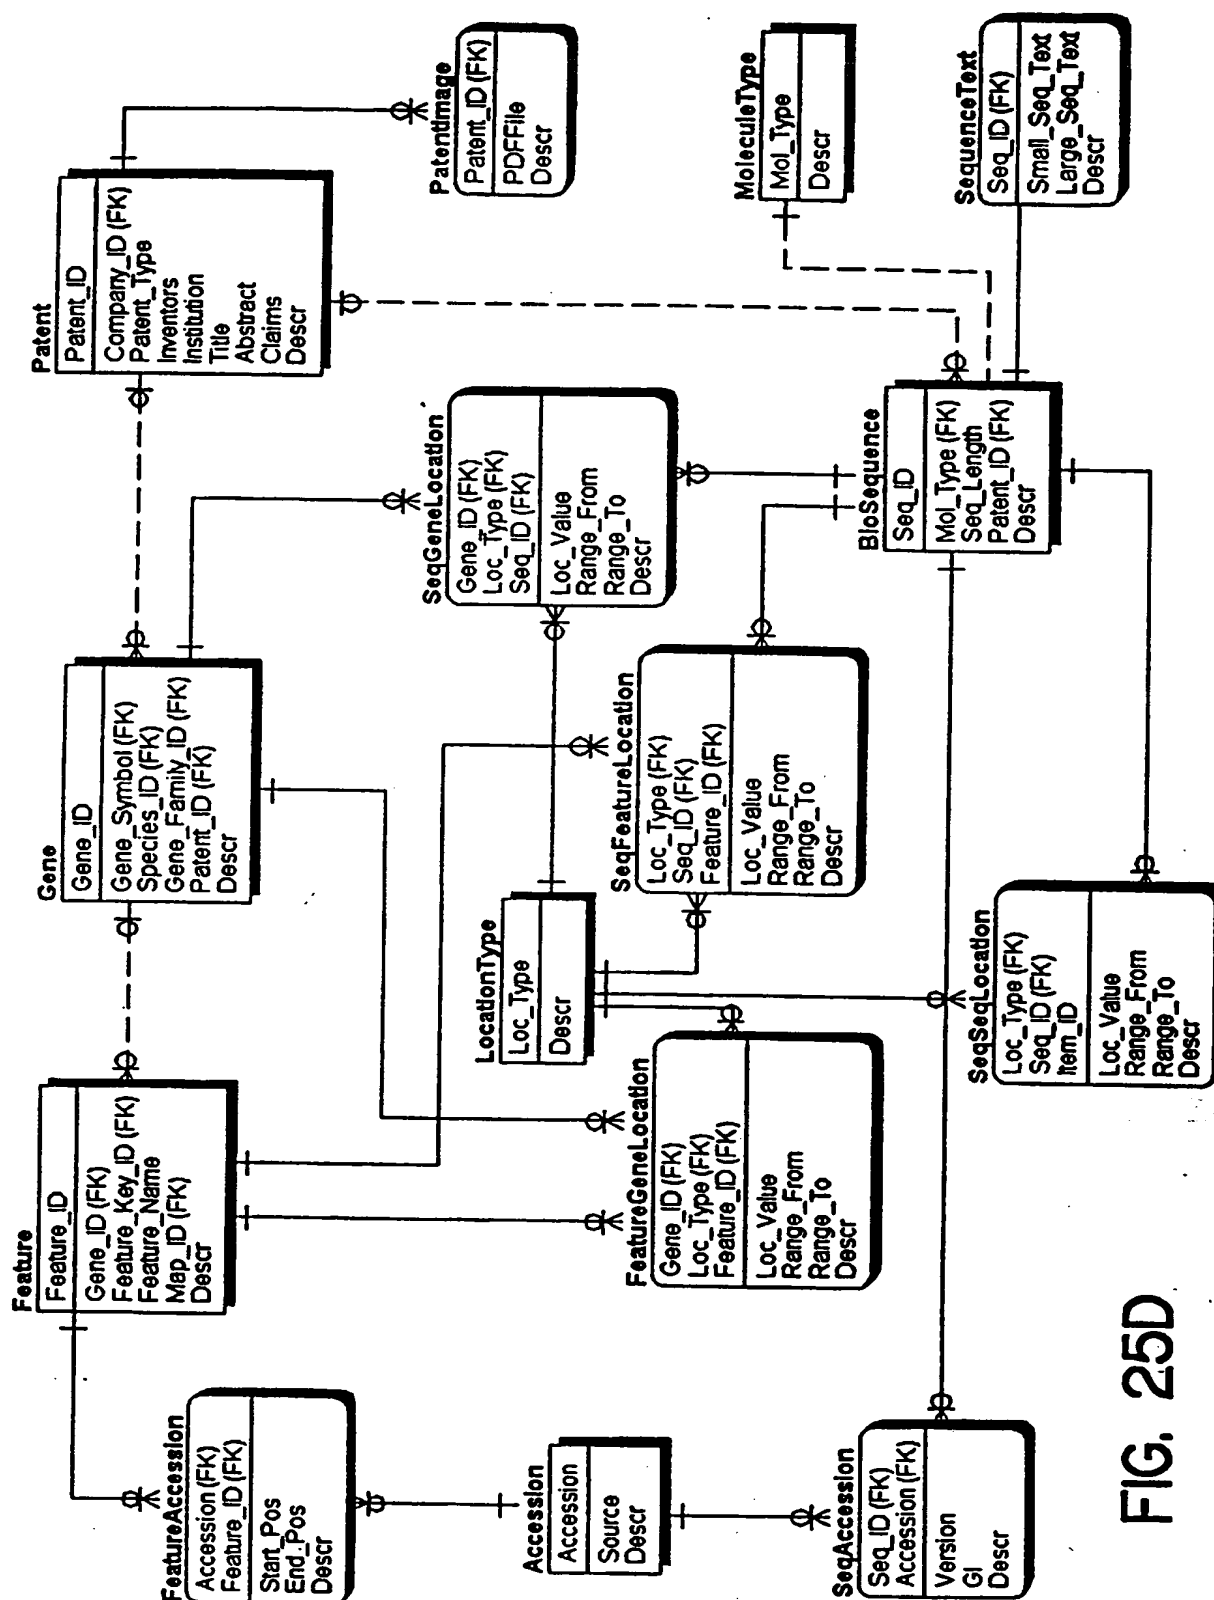 Feature
Feature_ID
Gene_ID (FK)
Feature_Key_ID (FK)
Feature_Name
Map_ID (FK)
Descr
Gene
Gene_ID
Gene_Symbol (FK)
Species_ID (FK)
Gene_Family_ID (FK)
Patent_ID (FK)
Descr
Patent
Patent_ID
Company_ID (FK)
Patent_Type
Inventors
Institution
Title
Abstract
Claims
Descr
FeatureAccession
Accession (FK)
Feature_ID (FK)
Start_Pos
End_Pos
Descr
SeqGeneLocation
Gene_ID (FK)
Loc_Type (FK)
Seq_ID (FK)
Loc_Value
Range_From
Range_To
Descr
PatentImage
Patent_ID (FK)
PDFFile
Descr
LocationType
Loc_Type
Descr
Accession
Accession
Source
Descr
FeatureGeneLocation
Gene_ID (FK)
Loc_Type (FK)
Feature_ID (FK)
Loc_Value
Range_From
Range_To
Descr
SeqFeatureLocation
Loc_Type (FK)
Seq_ID (FK)
Feature_ID (FK)
Loc_Value
Range_From
Range_To
Descr
MoleculeType
Mol_Type
Descr
SeqAccession
Seq_ID (FK)
Accession (FK)
Version
GI
Descr
BioSequence
Seq_ID
Mol_Type (FK)
Seq_Length
Patent_ID (FK)
Descr
SequenceText
Seq_ID (FK)
Small_Seq_Text
Large_Seq_Text
Descr
SeqSeqLocation
Loc_Type (FK)
Seq_ID (FK)
Item_ID
Loc_Value
Range_From
Range_To
Descr
FIG. 25D